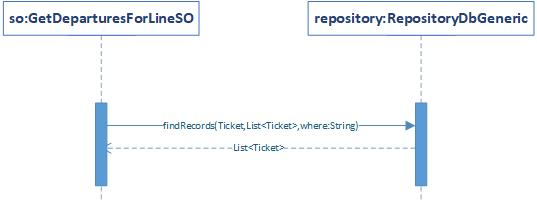 so:GetDeparturesForLineSO
repository:RepositoryDbGeneric
findRecords(Ticket,List<Ticket>,where:String)
List<Ticket>